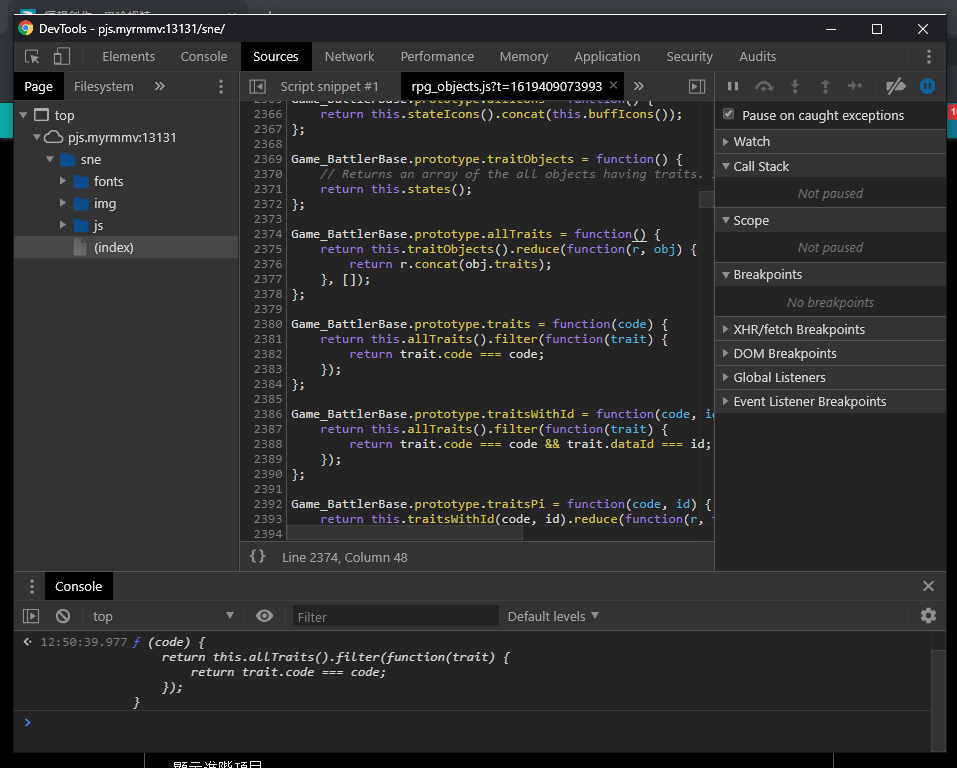 DevTools - pjs.myrmmv:13131/sne/
Elements Console Sources Network Performance Memory Application Security Audits
Page Filesystem » Script snippet #1 rpg_objects.js?t=1619409073993 × »
top
pjs.myrmmv:13131
sne
fonts
img
js
(index)
2366 return this.stateIcons().concat(this.buffIcons());
2367 };
2368
2369 Game_BattlerBase.prototype.traitObjects = function() {
2370 // Returns an array of the all objects having traits.
2371 return this.states();
2372 };
2373
2374 Game_BattlerBase.prototype.allTraits = function() {
2375 return this.traitObjects().reduce(function(r, obj) {
2376 return r.concat(obj.traits);
2377 }, []);
2378 };
2379
2380 Game_BattlerBase.prototype.traits = function(code) {
2381 return this.allTraits().filter(function(trait) {
2382 return trait.code === code;
2383 });
2384 };
2385
2386 Game_BattlerBase.prototype.traitsWithId = function(code, i
2387 return this.allTraits().filter(function(trait) {
2388 return trait.code === code && trait.dataId === id;
2389 });
2390 };
2391
2392 Game_BattlerBase.prototype.traitsPi = function(code, id) {
2393 return this.traitsWithId(code, id).reduce(function(r,
2394
{} Line 2374, Column 48
Pause on caught exceptions
Watch
Call Stack
Not paused
Scope
Not paused
Breakpoints
No breakpoints
XHR/fetch Breakpoints
DOM Breakpoints
Global Listeners
Event Listener Breakpoints
Console
top Filter Default levels
12:50:39.977 ƒ (code) {
return this.allTraits().filter(function(trait) {
return trait.code === code;
});
}
>